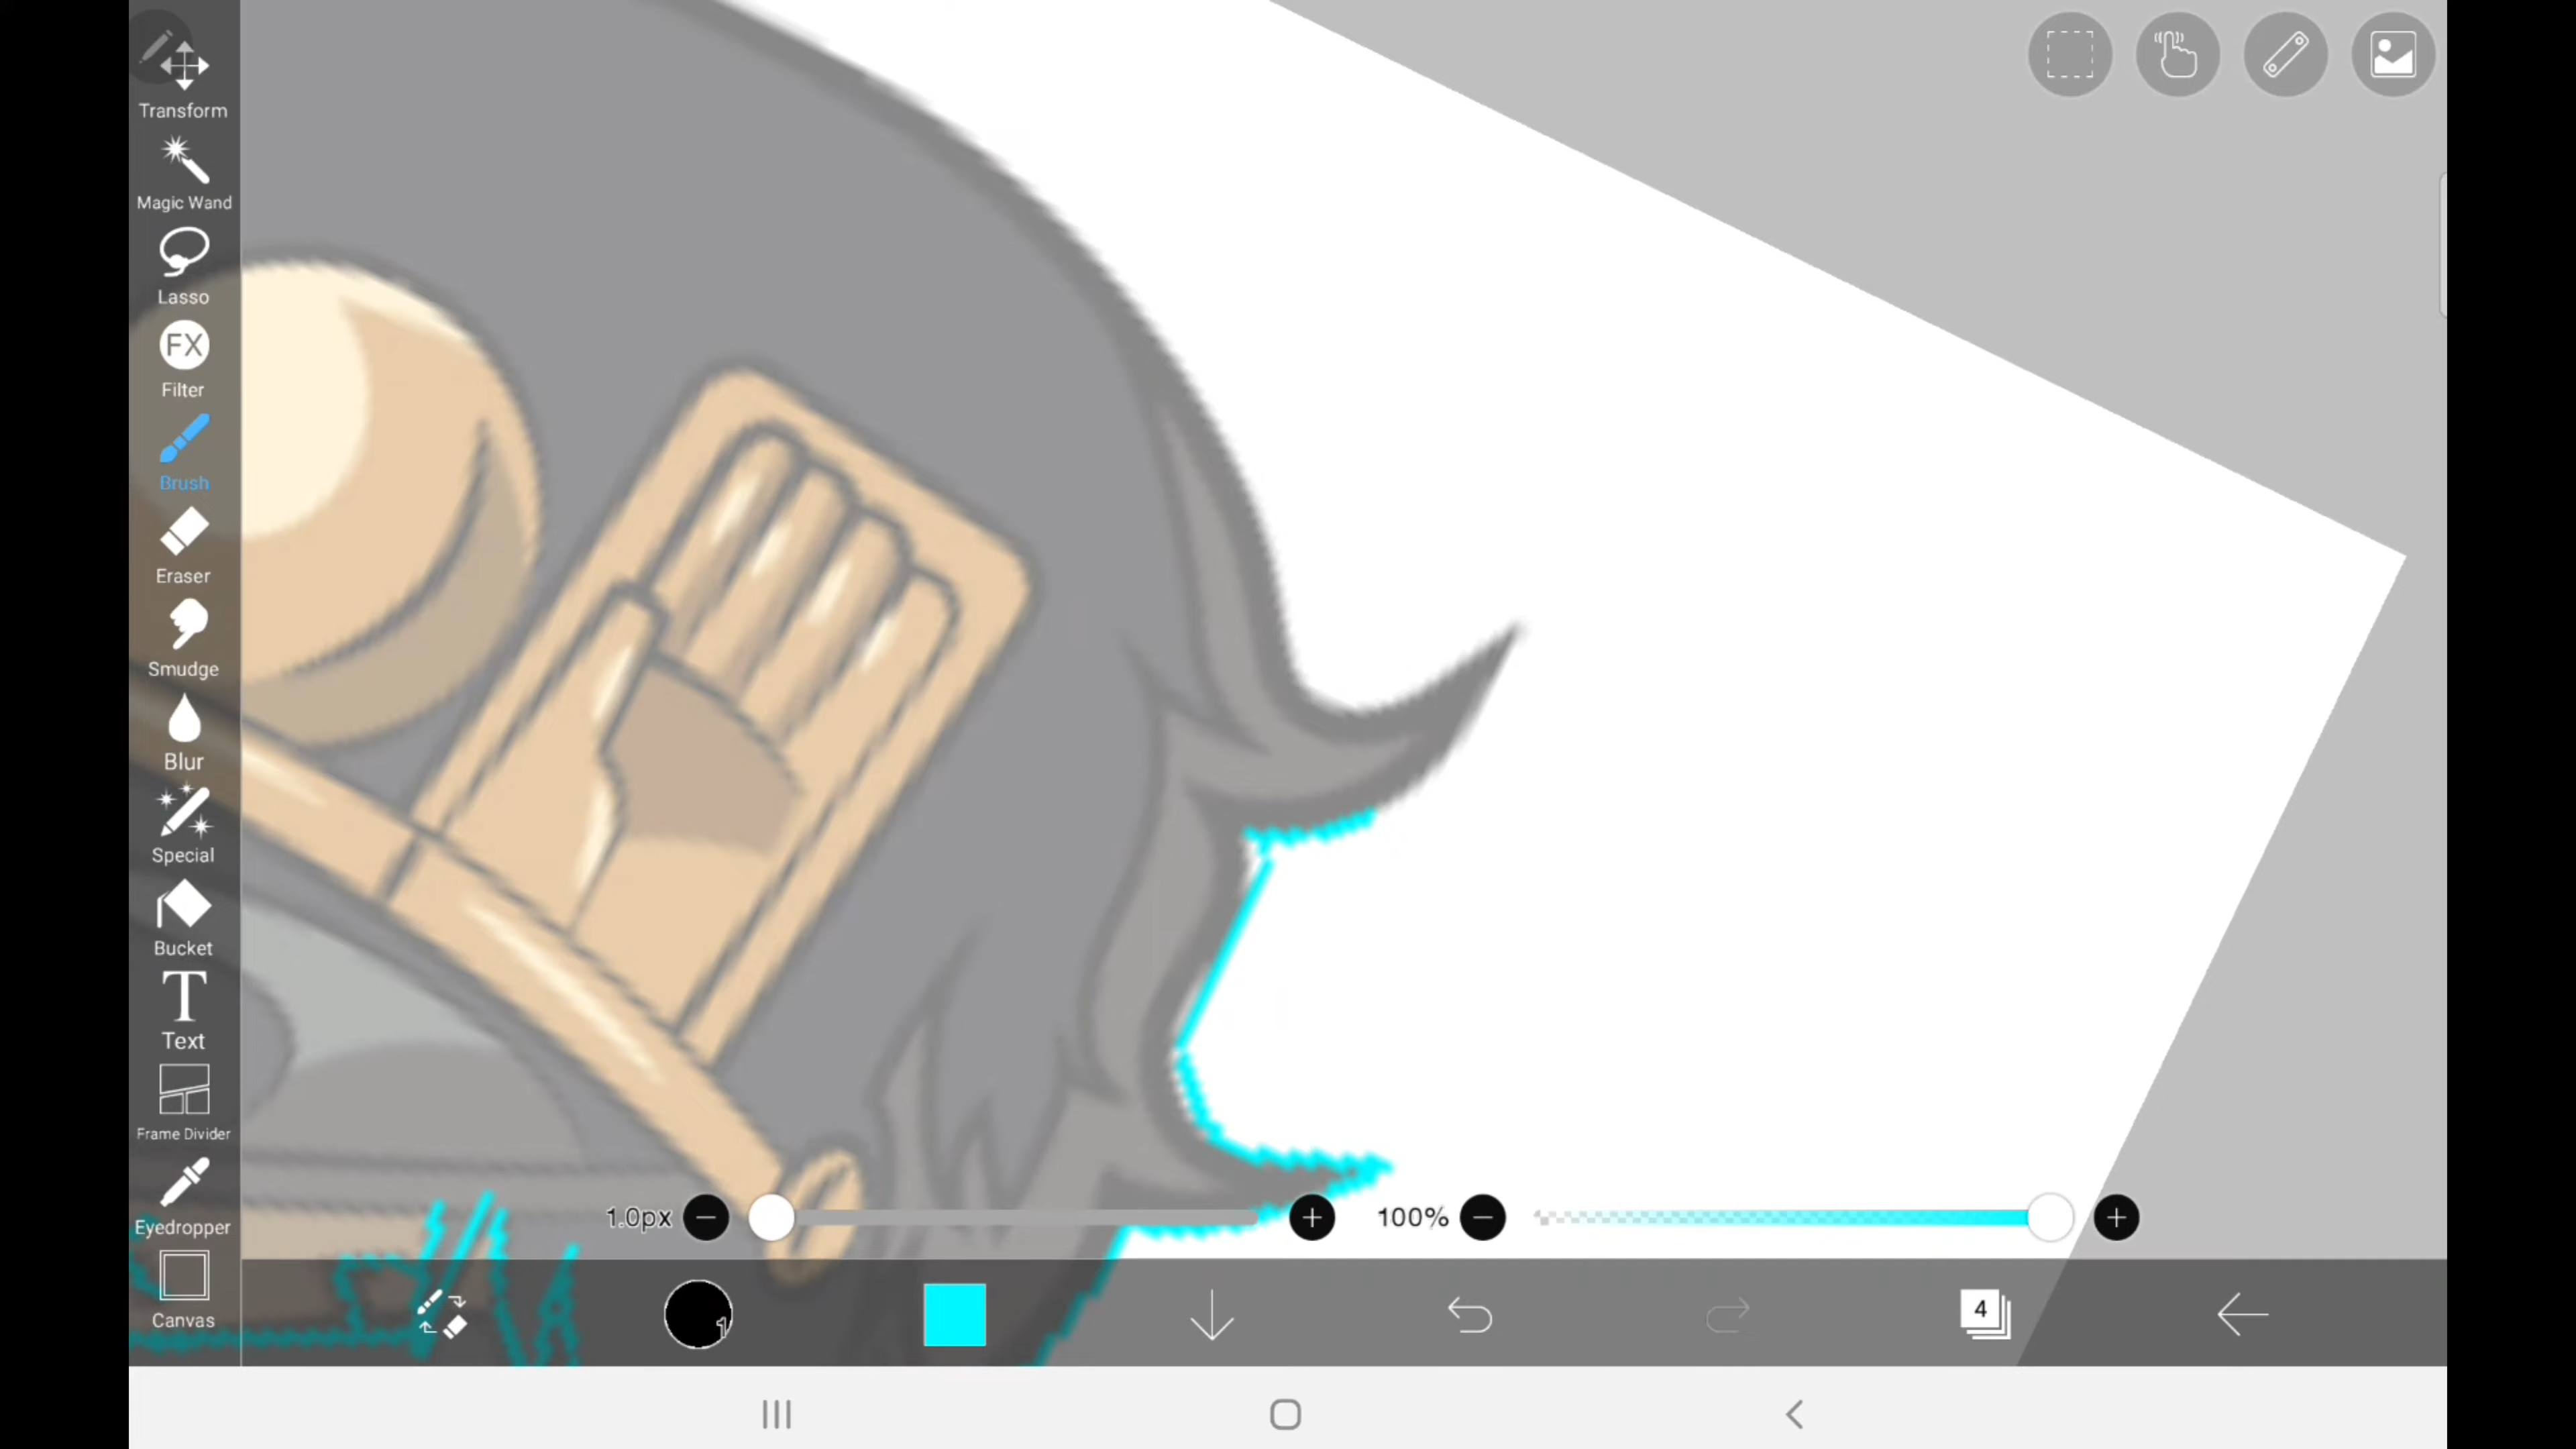 Transform
Magic Wand
Lasso
FX
Filter
Brush
Eraser
Smudge
Blur
Special
Bucket
T
Text
Frame Divider
Eyedropper
Canvas
1.0px
100%
1
4